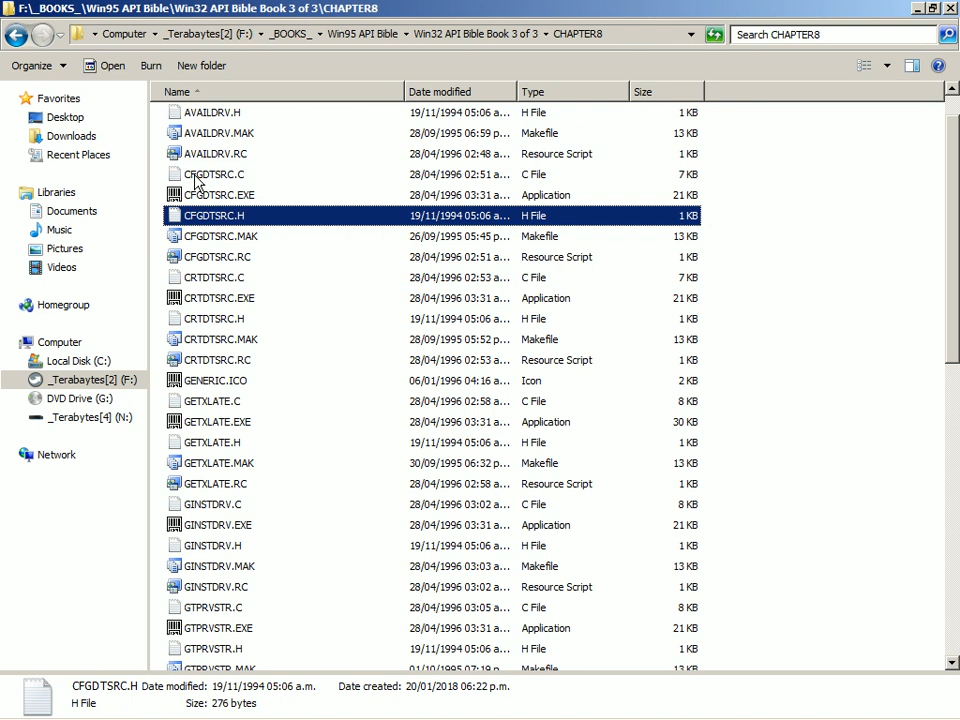 F:\_BOOKS_\Win95 API Bible\Win32 API Bible Book 3 of 3\CHAPTER8
Computer _Terabaytes[2] (F:) _BOOKS_ Win95 API Bible Win32 API Bible Book 3 of 3 CHAPTER8 Search CHAPTER8
Organize Open Burn New folder
Name Date modified Type Size
Favorites
Desktop
Downloads
Recent Places
Libraries
Documents
Music
Pictures
Videos
Homegroup
Computer
Local Disk (C:)
_Terabaytes[2] (F:)
DVD Drive (G:)
_Terabytes[4] (N:)
Network
AVAILDRV.H 19/11/1994 05:06 a... H File 1 KB
AVAILDRV.MAK 28/09/1995 06:59 p... Makefile 13 KB
AVAILDRV.RC 28/04/1996 02:48 a... Resource Script 1 KB
CFGDTSRC.C 28/04/1996 02:51 a... C File 7 KB
CFGDTSRC.EXE 28/04/1996 03:31 a... Application 21 KB
CFGDTSRC.H 19/11/1994 05:06 a... H File 1 KB
CFGDTSRC.MAK 26/09/1995 05:45 p... Makefile 13 KB
CFGDTSRC.RC 28/04/1996 02:51 a... Resource Script 1 KB
CRTDTSRC.C 28/04/1996 02:53 a... C File 7 KB
CRTDTSRC.EXE 28/04/1996 03:31 a... Application 21 KB
CRTDTSRC.H 19/11/1994 05:06 a... H File 1 KB
CRTDTSRC.MAK 28/09/1995 05:52 p... Makefile 13 KB
CRTDTSRC.RC 28/04/1996 02:53 a... Resource Script 1 KB
GENERIC.ICO 06/01/1996 04:16 a... Icon 2 KB
GETXLATE.C 28/04/1996 02:58 a... C File 8 KB
GETXLATE.EXE 28/04/1996 03:31 a... Application 30 KB
GETXLATE.H 19/11/1994 05:06 a... H File 1 KB
GETXLATE.MAK 30/09/1995 06:32 p... Makefile 13 KB
GETXLATE.RC 28/04/1996 02:58 a... Resource Script 1 KB
GINSTDRV.C 28/04/1996 03:02 a... C File 8 KB
GINSTDRV.EXE 28/04/1996 03:31 a... Application 21 KB
GINSTDRV.H 19/11/1994 05:06 a... H File 1 KB
GINSTDRV.MAK 28/04/1996 03:03 a... Makefile 13 KB
GINSTDRV.RC 28/04/1996 03:02 a... Resource Script 1 KB
GTPRVSTR.C 28/04/1996 03:05 a... C File 8 KB
GTPRVSTR.EXE 28/04/1996 03:31 a... Application 21 KB
GTPRVSTR.H 19/11/1994 05:06 a... H File 1 KB
GTPRVSTR.MAK 01/10/1995 07:19 p... Makefile 13 KB
CFGDTSRC.H Date modified: 19/11/1994 05:06 a.m. Date created: 20/01/2018 06:22 p.m.
H File Size: 276 bytes